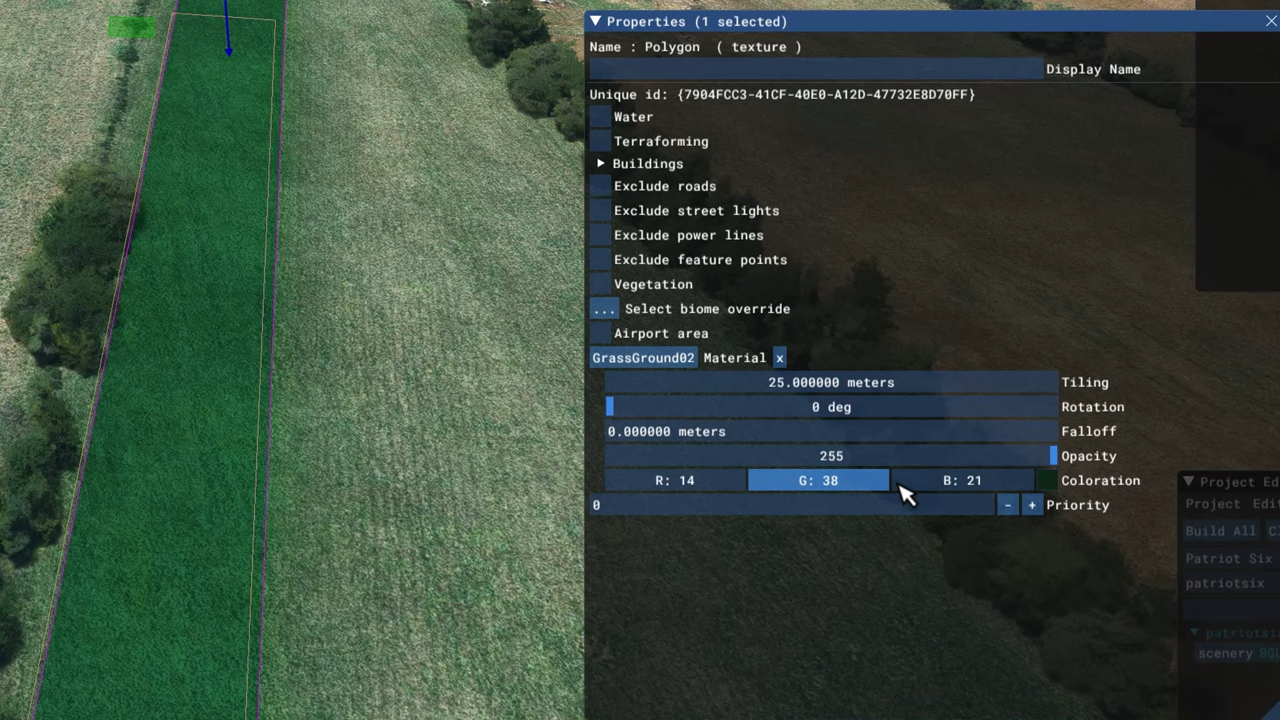 ▼ Properties (1 selected)
Name : Polygon ( texture )
Display Name
Unique id: {7904FCC3-41CF-40E0-A12D-47732E8D70FF}
Water
Terraforming
Buildings
Exclude roads
Exclude street lights
Exclude power lines
Exclude feature points
Vegetation
... Select biome override
Airport area
GrassGround02 Material x
25.000000 meters Tiling
0 deg Rotation
0.000000 meters Falloff
255 Opacity
R: 14 G: 38 B: 21 Coloration
0 - + Priority
Project Ed
Project Edi
Build All C
Patriot Six
patriotsix
patriotsi
scenery BG